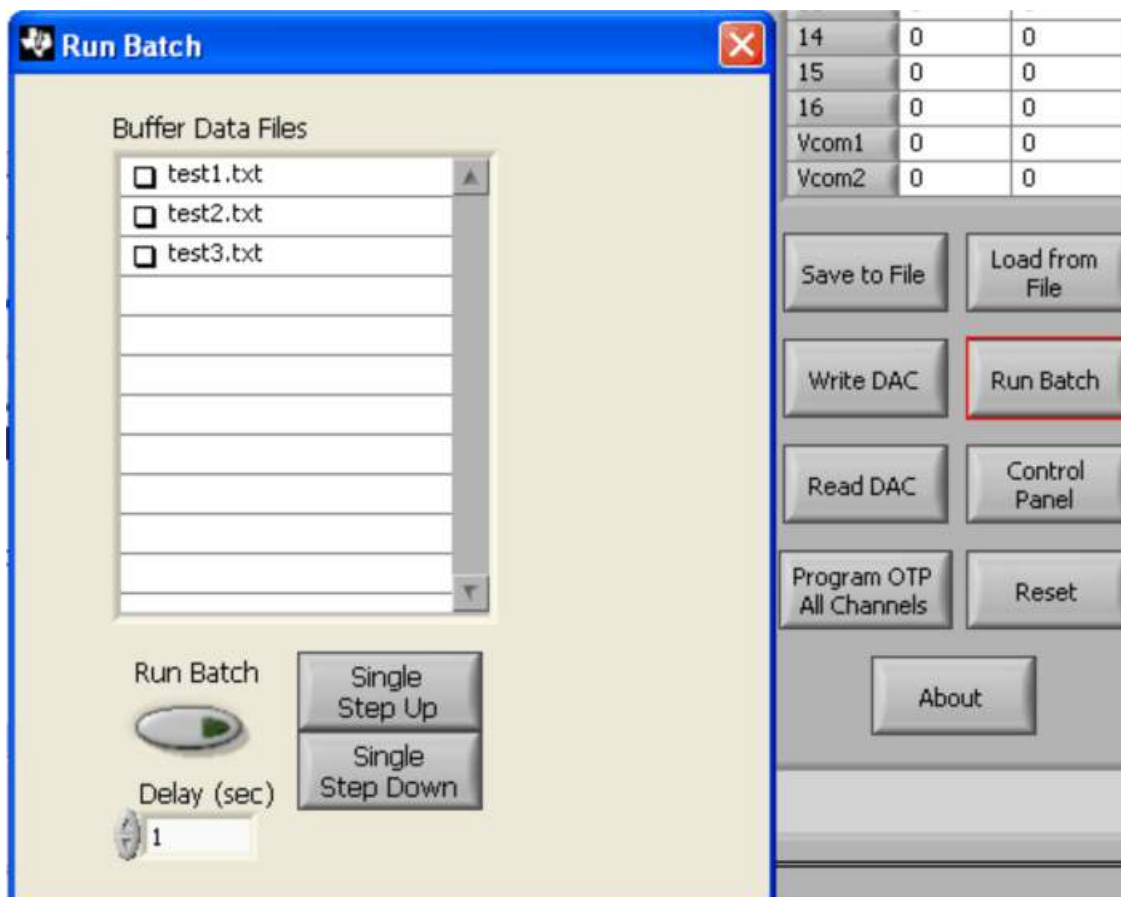 Run Batch
Buffer Data Files
test1.txt
test2.txt
test3.txt
Run Batch
Single
Step Up
Single
Step Down
Delay (sec)
1
14 0 0
15 0 0
16 0 0
Vcom1 0 0
Vcom2 0 0
Save to File
Load from
File
Write DAC
Run Batch
Read DAC
Control
Panel
Program OTP
All Channels
Reset
About